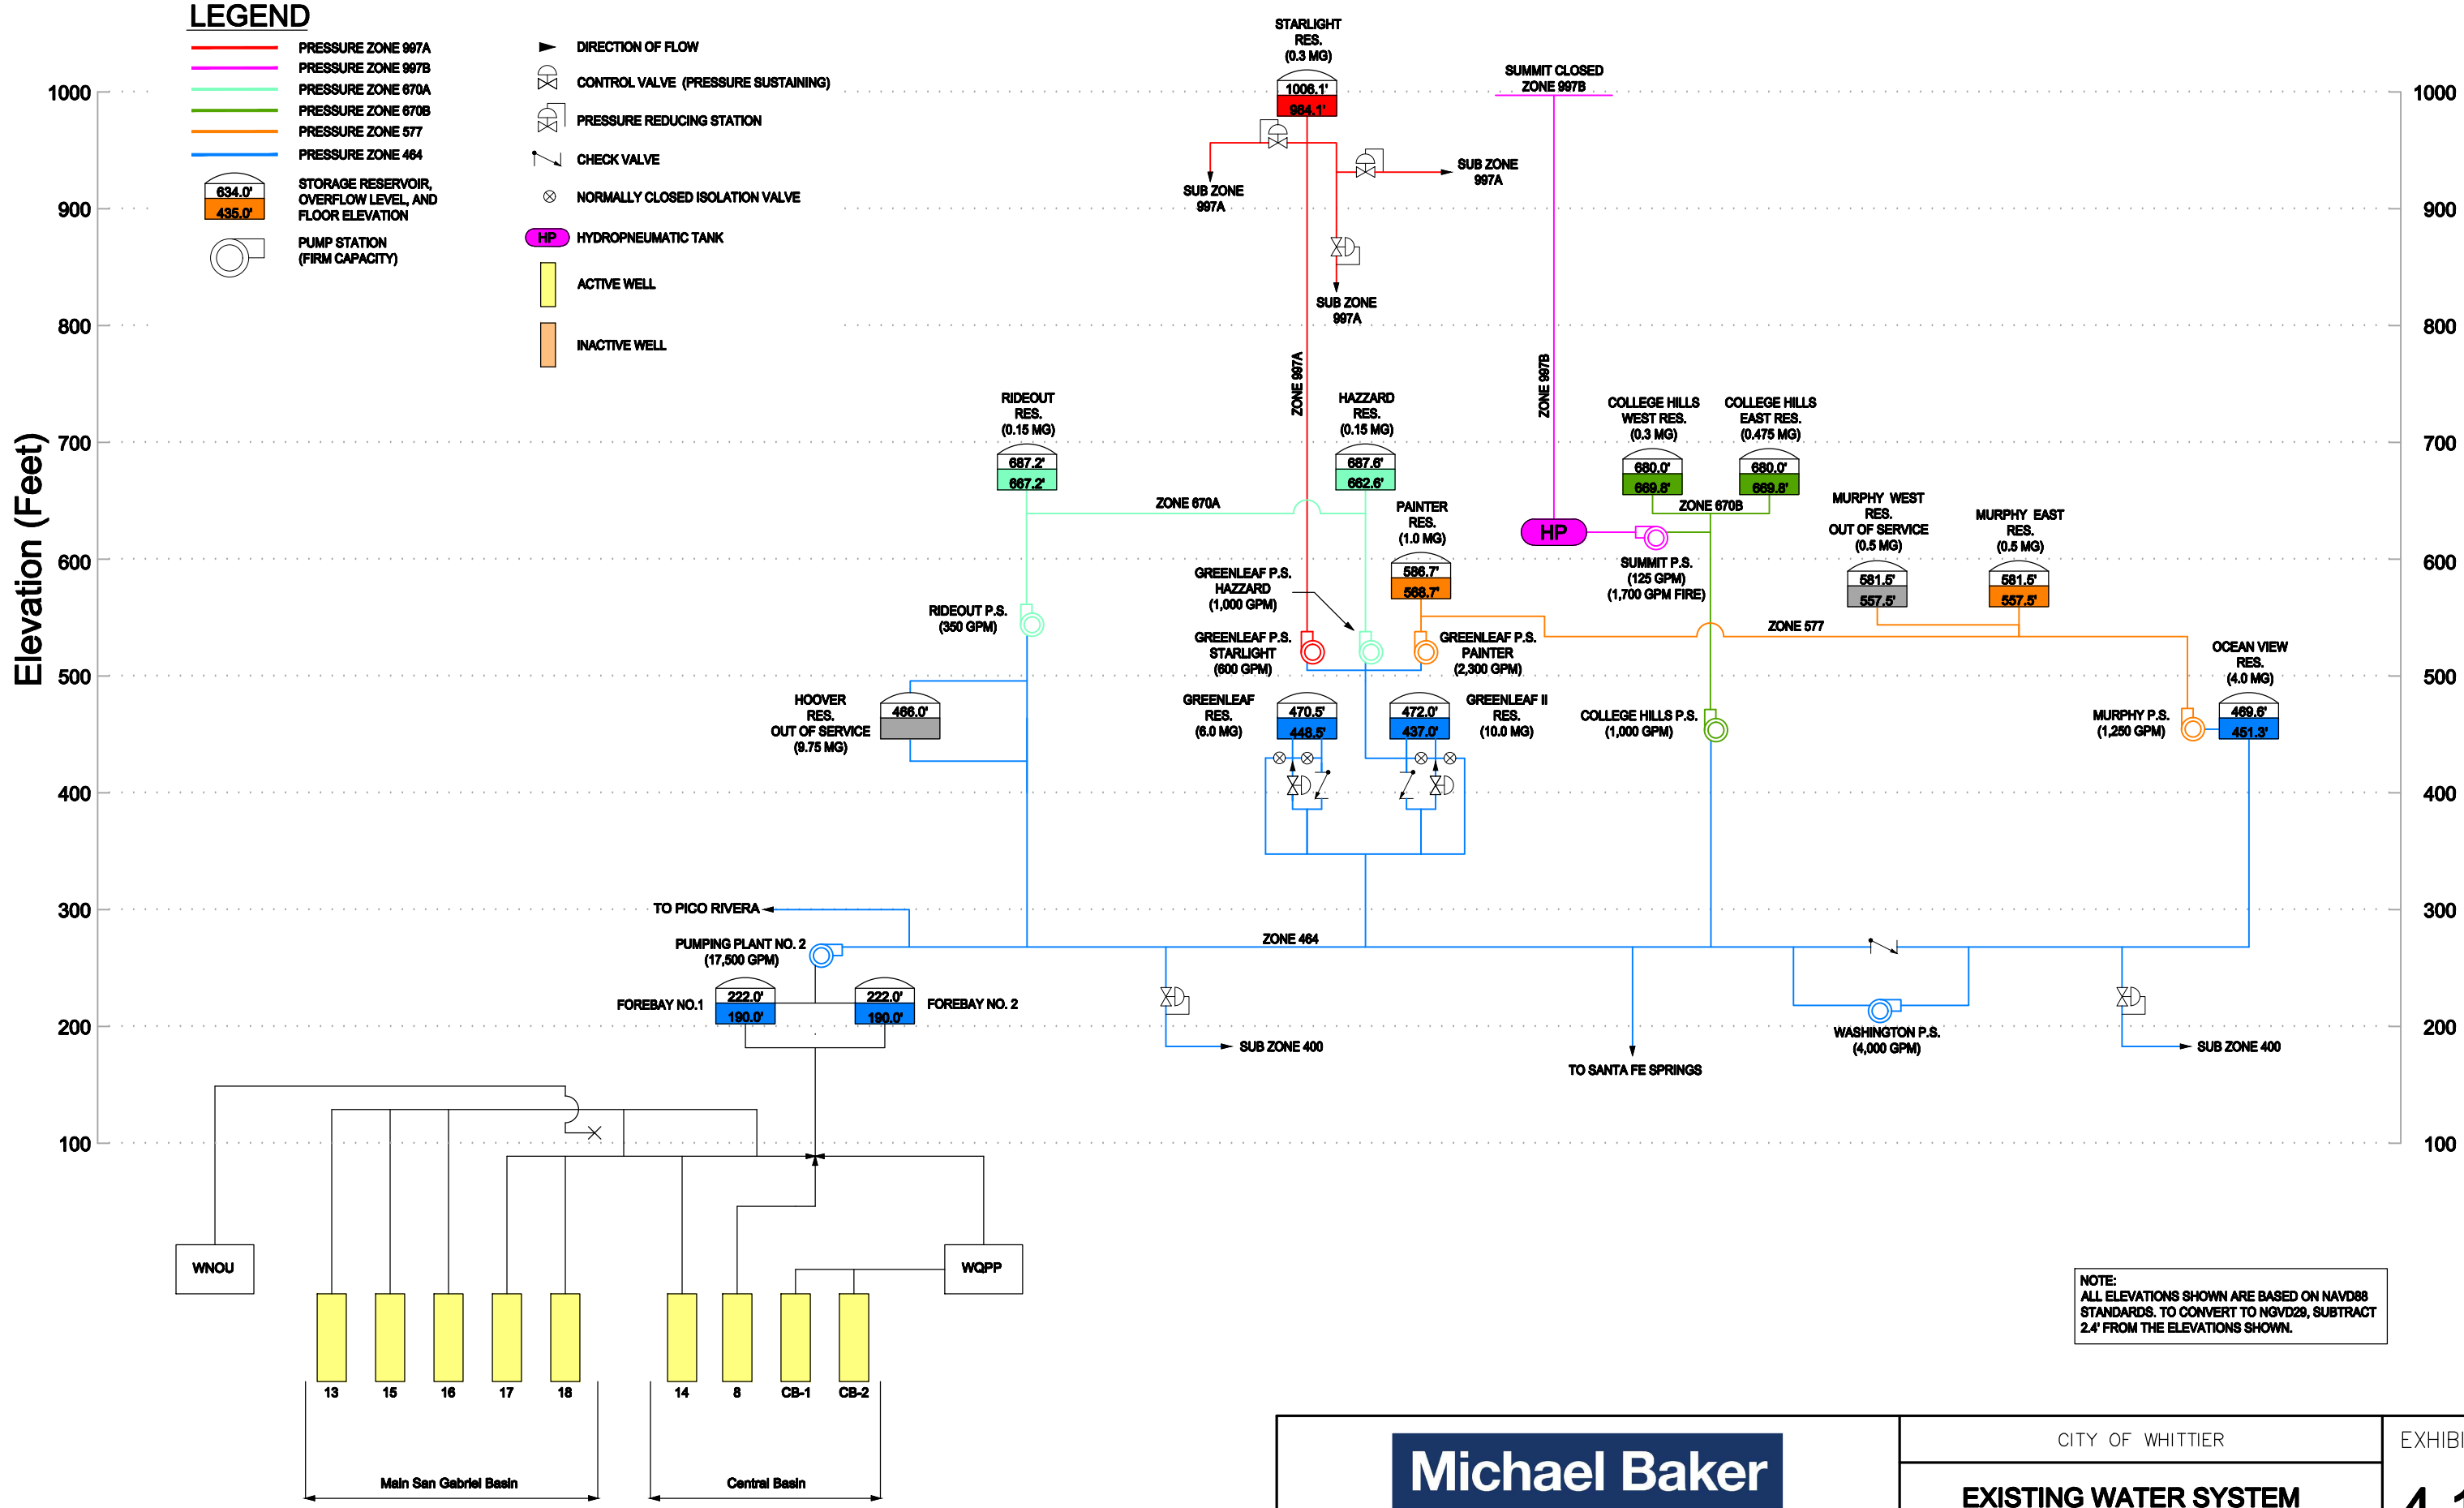 LEGEND
PRESSURE ZONE 997A
PRESSURE ZONE 997B
PRESSURE ZONE 670A
PRESSURE ZONE 670B
PRESSURE ZONE 577
PRESSURE ZONE 464
634.0'
435.0'
STORAGE RESERVOIR,
OVERFLOW LEVEL, AND
FLOOR ELEVATION
PUMP STATION
(FIRM CAPACITY)
DIRECTION OF FLOW
CONTROL VALVE (PRESSURE SUSTAINING)
PRESSURE REDUCING STATION
CHECK VALVE
NORMALLY CLOSED ISOLATION VALVE
HP
HYDROPNEUMATIC TANK
ACTIVE WELL
INACTIVE WELL
Elevation (Feet)
1000
900
800
700
600
500
400
300
200
100
1000
900
800
700
600
500
400
300
200
100
STARLIGHT
RES.
(0.3 MG)
1006.1'
984.1'
SUB ZONE
997A
SUB ZONE
997A
SUB ZONE
997A
ZONE 997A
SUMMIT CLOSED
ZONE 997B
ZONE 997B
RIDEOUT
RES.
(0.15 MG)
687.2'
667.2'
HAZZARD
RES.
(0.15 MG)
687.6'
662.6'
ZONE 670A
COLLEGE HILLS
WEST RES.
(0.3 MG)
680.0'
669.8'
COLLEGE HILLS
EAST RES.
(0.475 MG)
680.0'
669.8'
ZONE 670B
PAINTER
RES.
(1.0 MG)
586.7'
568.7'
HP
SUMMIT P.S.
(125 GPM)
(1,700 GPM FIRE)
MURPHY WEST
RES.
OUT OF SERVICE
(0.5 MG)
581.5'
557.5'
MURPHY EAST
RES.
(0.5 MG)
581.5'
557.5'
ZONE 577
RIDEOUT P.S.
(350 GPM)
GREENLEAF P.S.
HAZZARD
(1,000 GPM)
GREENLEAF P.S.
STARLIGHT
(600 GPM)
GREENLEAF P.S.
PAINTER
(2,300 GPM)
OCEAN VIEW
RES.
(4.0 MG)
469.6'
451.3'
MURPHY P.S.
(1,250 GPM)
HOOVER
RES.
OUT OF SERVICE
(9.75 MG)
466.0'
GREENLEAF
RES.
(6.0 MG)
470.5'
448.5'
472.0'
437.0'
GREENLEAF II
RES.
(10.0 MG)
COLLEGE HILLS P.S.
(1,000 GPM)
TO PICO RIVERA
PUMPING PLANT NO. 2
(17,500 GPM)
ZONE 464
FOREBAY NO.1
222.0'
190.0'
222.0'
190.0'
FOREBAY NO. 2
SUB ZONE 400
TO SANTA FE SPRINGS
WASHINGTON P.S.
(4,000 GPM)
SUB ZONE 400
WNOU
WQPP
13
15
16
17
18
14
8
CB-1
CB-2
Main San Gabriel Basin
Central Basin
NOTE:
ALL ELEVATIONS SHOWN ARE BASED ON NAVD88
STANDARDS. TO CONVERT TO NGVD29, SUBTRACT
2.4' FROM THE ELEVATIONS SHOWN.
Michael Baker
CITY OF WHITTIER
EXISTING WATER SYSTEM
EXHIBI